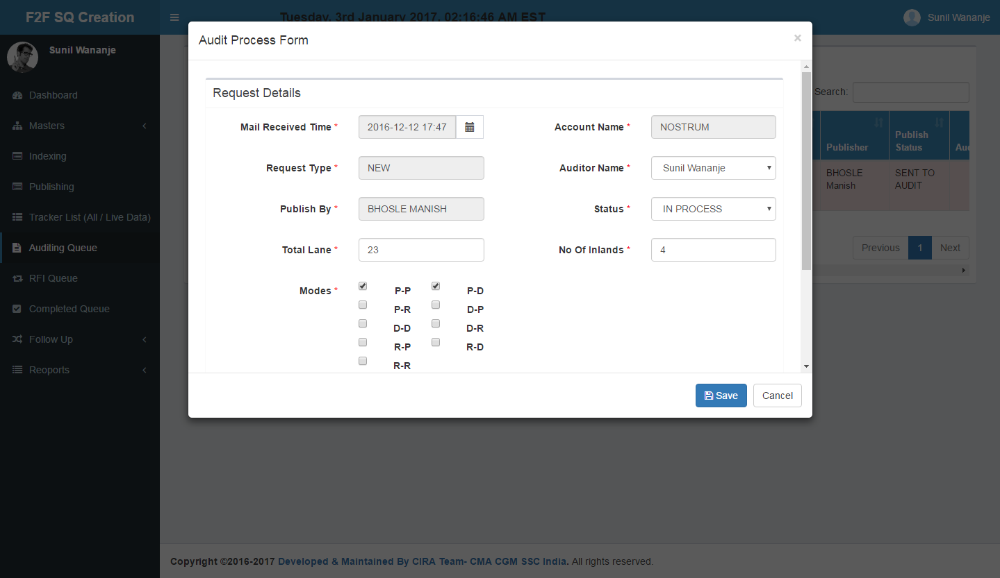 F2F SQ Creation
Tuesday, 3rd January 2017, 02:16:46 AM EST
Sunil Wananje
Sunil Wananje
Dashboard
Masters
Indexing
Publishing
Tracker List (All / Live Data)
Auditing Queue
RFI Queue
Completed Queue
Follow Up
Reoports
Audit Process Form
×
Request Details
Mail Received Time * 2016-12-12 17:47
Account Name * NOSTRUM
Request Type * NEW
Auditor Name * Sunil Wananje
Publish By * BHOSLE MANISH
Status * IN PROCESS
Total Lane * 23
No Of Inlands * 4
Modes * P-P P-D
P-R D-P
D-D D-R
R-P R-D
R-R
Save Cancel
Search:
Publisher
Publish
Status
Aud
BHOSLE
Manish
SENT TO
AUDIT
Previous 1 Next
Copyright ©2016-2017 Developed & Maintained By CIRA Team- CMA CGM SSC India. All rights reserved.